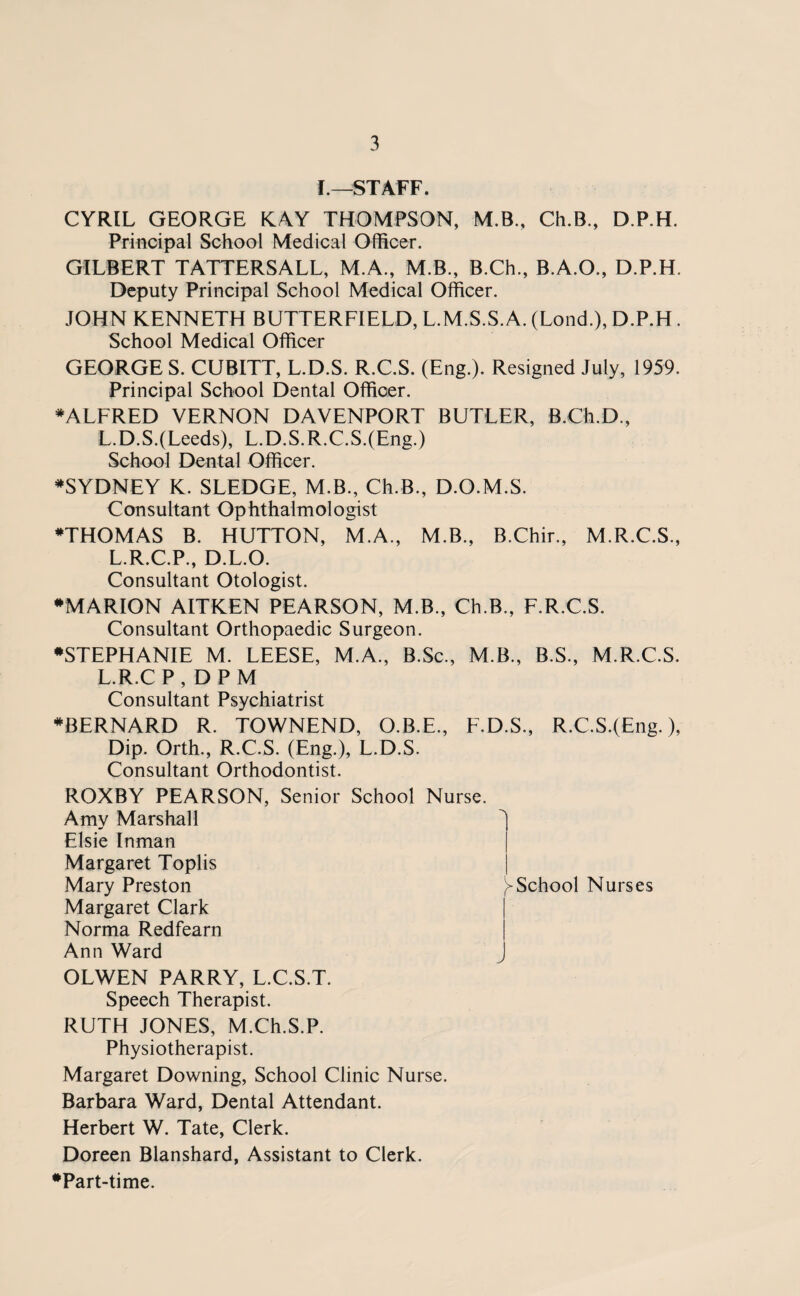 3
I.—STAFF.
CYRIL GEORGE KAY THOMPSON, M.B., Ch.B., D.P.H.
Principal School Medical Officer.
GILBERT TATTERSALL, M.A., M.B., B.Ch., B.A.O., D.P.H.
Deputy Principal School Medical Officer.
JOHN KENNETH BUTTERFIELD, L.M.S.S.A. (Lond.), D.P.H.
School Medical Officer
GEORGE S. CUBITT, L.D.S. R.C.S. (Eng.). Resigned July, 1959.
Principal School Dental Officer.
*ALFRED VERNON DAVENPORT BUTLER, B.Ch.D.,
L.D.S.(Leeds), L.D.S.R.C.S.(Eng.)
School Dental Officer.
*SYDNEY K. SLEDGE, M.B., Ch.B., D.O.M.S.
Consultant Ophthalmologist
*THOMAS B. HUTTON, M.A., M.B., B.Chir., M.R.C.S.,
L.R.C.P., D.L.O.
Consultant Otologist.
*MARION AITKEN PEARSON, M.B., Ch.B., F.R.C.S.
Consultant Orthopaedic Surgeon.
*STEPHANIE M. LEESE, M.A., B.Sc., M.B., B.S., M.R.C.S.
L.R.C P , D P M
Consultant Psychiatrist
*BERNARD R. TOWNEND, O.B.E., F.D.S., R.C.S.(Eng.),
Dip. Orth., R.C.S. (Eng.), L.D.S.
Consultant Orthodontist.
ROXBY PEARSON, Senior School Nurse.
Amy Marshall
Elsie Inman
Margaret Toplis
Mary Preston } School Nurses
Margaret Clark
Norma Redfearn
Ann Ward
OLWEN PARRY, L.C.S.T.
Speech Therapist.
RUTH JONES, M.Ch.S.P.
Physiotherapist.
Margaret Downing, School Clinic Nurse.
Barbara Ward, Dental Attendant.
Herbert W. Tate, Clerk.
Doreen Blanshard, Assistant to Clerk.
*Part-time.